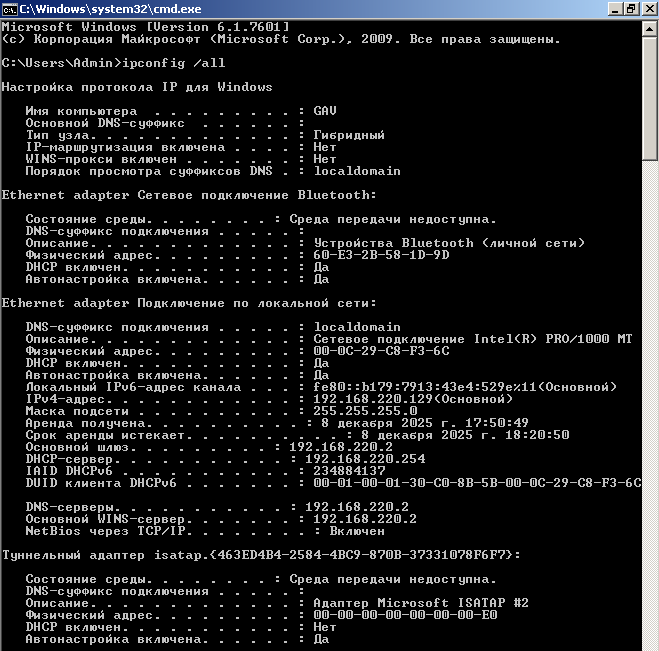 C:\Windows\system32\cmd.exe
Microsoft Windows [Version 6.1.7601]
(c) Корпорация Майкрософт (Microsoft Corp.), 2009. Все права защищены.
C:\Users\Admin>ipconfig /all
Настройка протокола IP для Windows
Имя компьютера  . . . . . . . . . : GAV
Основной DNS-суффикс  . . . . . . :
Тип узла. . . . . . . . . . . . . : Гибридный
IP-маршрутизация включена . . . . : Нет
WINS-прокси включен . . . . . . . : Нет
Порядок просмотра суффиксов DNS . : localdomain
Ethernet adapter Сетевое подключение Bluetooth:
Состояние среды. . . . . . . . : Среда передачи недоступна.
DNS-суффикс подключения . . . . . :
Описание. . . . . . . . . . . . . : Устройства Bluetooth (личной сети)
Физический адрес. . . . . . . . . : 60-E3-2B-58-1D-9D
DHCP включен. . . . . . . . . . . : Да
Автонастройка включена. . . . . . : Да
Ethernet adapter Подключение по локальной сети:
DNS-суффикс подключения . . . . . : localdomain
Описание. . . . . . . . . . . . . : Сетевое подключение Intel(R) PRO/1000 MT
Физический адрес. . . . . . . . . : 00-0C-29-C8-F3-6C
DHCP включен. . . . . . . . . . . : Да
Автонастройка включена. . . . . . : Да
Локальный IPv6-адрес канала . . . : fe80::b179:7913:43e4:529e%11(Основной)
IPv4-адрес. . . . . . . . . . . . : 192.168.220.129(Основной)
Маска подсети . . . . . . . . . . : 255.255.255.0
Аренда получена. . . . . . . . . . : 8 декабря 2025 г. 17:50:49
Срок аренды истекает. . . . . . . . . . : 8 декабря 2025 г. 18:20:50
Основной шлюз. . . . . . . . . : 192.168.220.2
DHCP-сервер. . . . . . . . . . . : 192.168.220.254
IAID DHCPv6 . . . . . . . . . . . : 234884137
DUID клиента DHCPv6 . . . . . . . : 00-01-00-01-30-C0-8B-5B-00-0C-29-C8-F3-6C
DNS-серверы. . . . . . . . . . . : 192.168.220.2
Основной WINS-сервер. . . . . . . : 192.168.220.2
NetBios через TCP/IP. . . . . . . . : Включен
Туннельный адаптер isatap.{463ED4B4-2584-4BC9-870B-37331078F6F7}:
Состояние среды. . . . . . . . : Среда передачи недоступна.
DNS-суффикс подключения . . . . . :
Описание. . . . . . . . . . . . . : Адаптер Microsoft ISATAP #2
Физический адрес. . . . . . . . . : 00-00-00-00-00-00-00-E0
DHCP включен. . . . . . . . . . . : Нет
Автонастройка включена. . . . . . : Да